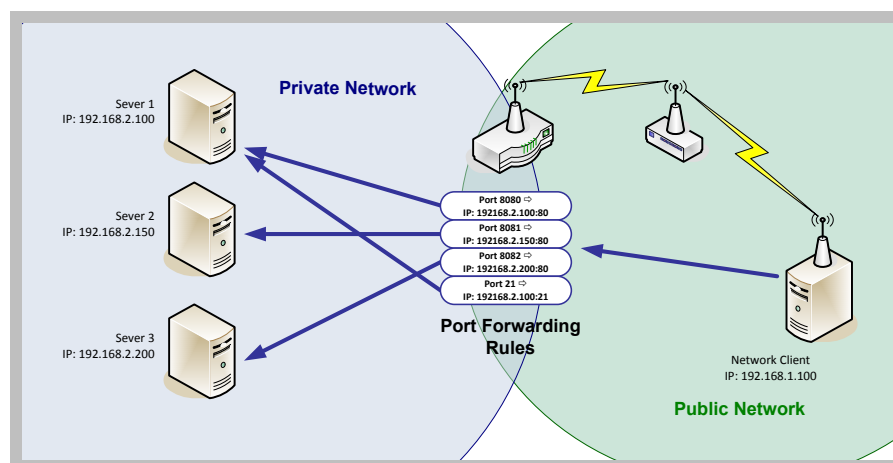 Private Network
Sever 1
IP: 192.168.2.100
Sever 2
IP: 192.168.2.150
Sever 3
IP: 192.168.2.200
Port 8080 ⇨
IP: 192168.2.100:80
Port 8081 ⇨
IP: 192168.2.150:80
Port 8082 ⇨
IP: 192168.2.200:80
Port 21 ⇨
IP: 192168.2.100:21
Port Forwarding
Rules
Network Client
IP: 192.168.1.100
Public Network